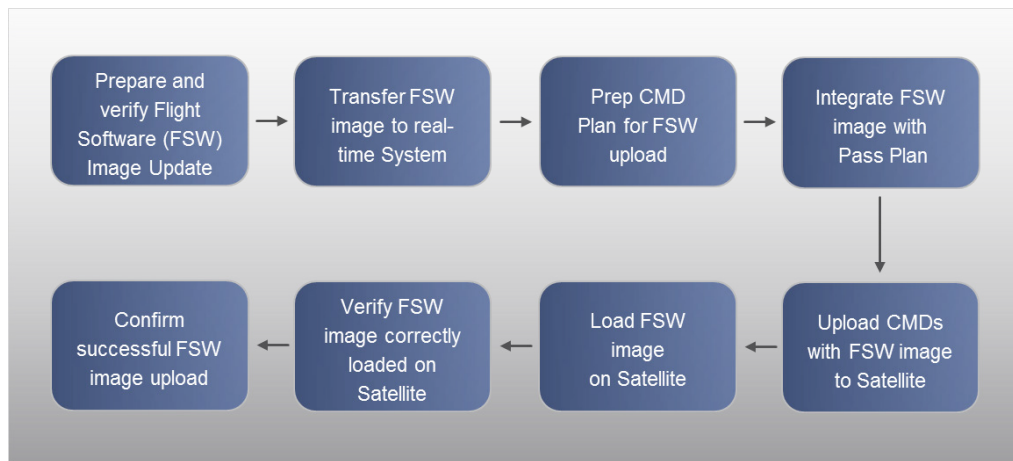 Prepare and
verify Flight
Software (FSW)
Image Update
Transfer FSW
image to real-
time System
Prep CMD
Plan for FSW
upload
Integrate FSW
image with
Pass Plan
Upload CMDs
with FSW image
to Satellite
Load FSW
image
on Satellite
Verify FSW
image correctly
loaded on
Satellite
Confirm
successful FSW
image upload